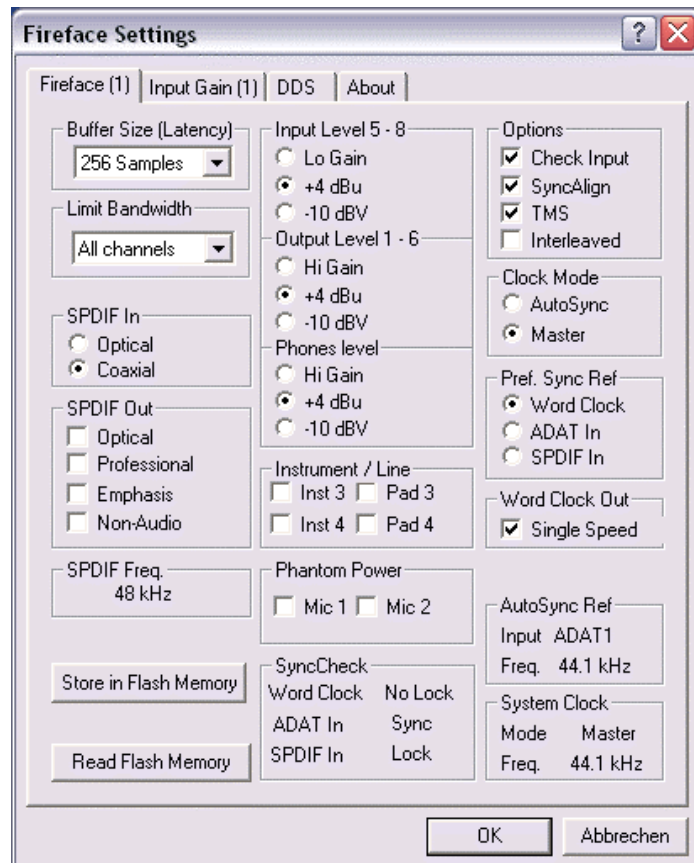 Fireface Settings
Fireface (1) Input Gain (1) DDS About
Buffer Size (Latency)
256 Samples
Limit Bandwidth
All channels
SPDIF In
Optical
Coaxial
SPDIF Out
Optical
Professional
Emphasis
Non-Audio
SPDIF Freq.
48 kHz
Store in Flash Memory
Read Flash Memory
Input Level 5 - 8
Lo Gain
+4 dBu
-10 dBV
Output Level 1 - 6
Hi Gain
+4 dBu
-10 dBV
Phones level
Hi Gain
+4 dBu
-10 dBV
Instrument / Line
Inst 3 Pad 3
Inst 4 Pad 4
Phantom Power
Mic 1 Mic 2
SyncCheck
Word Clock No Lock
ADAT In Sync
SPDIF In Lock
Options
Check Input
SyncAlign
TMS
Interleaved
Clock Mode
AutoSync
Master
Pref. Sync Ref
Word Clock
ADAT In
SPDIF In
Word Clock Out
Single Speed
AutoSync Ref
Input ADAT1
Freq. 44.1 kHz
System Clock
Mode Master
Freq. 44.1 kHz
OK Abbrechen